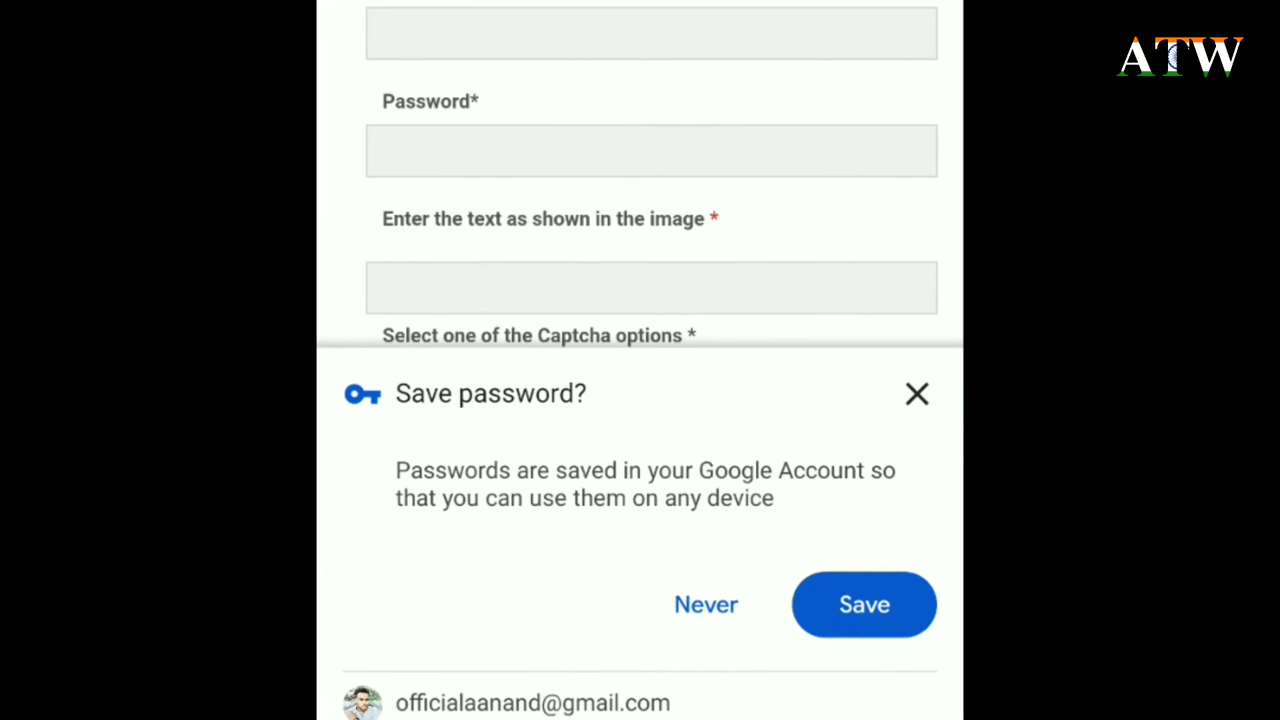 ATW
Password*
Enter the text as shown in the image *
Select one of the Captcha options *
Save password?
Passwords are saved in your Google Account so
that you can use them on any device
Never
Save
officialaanand@gmail.com